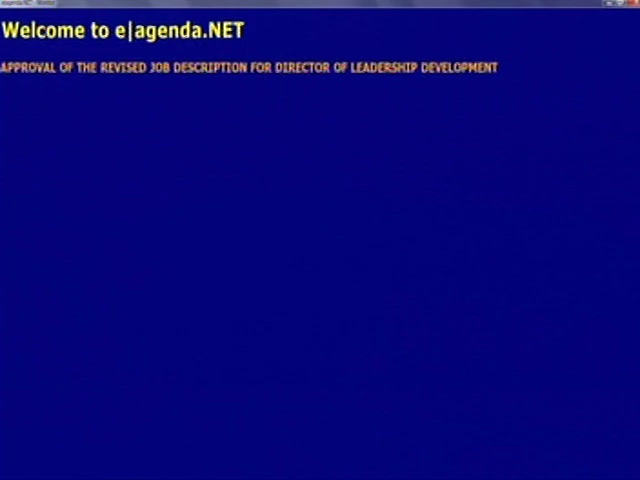 Welcome to e|agenda.NET
APPROVAL OF THE REVISED JOB DESCRIPTION FOR DIRECTOR OF LEADERSHIP DEVELOPMENT